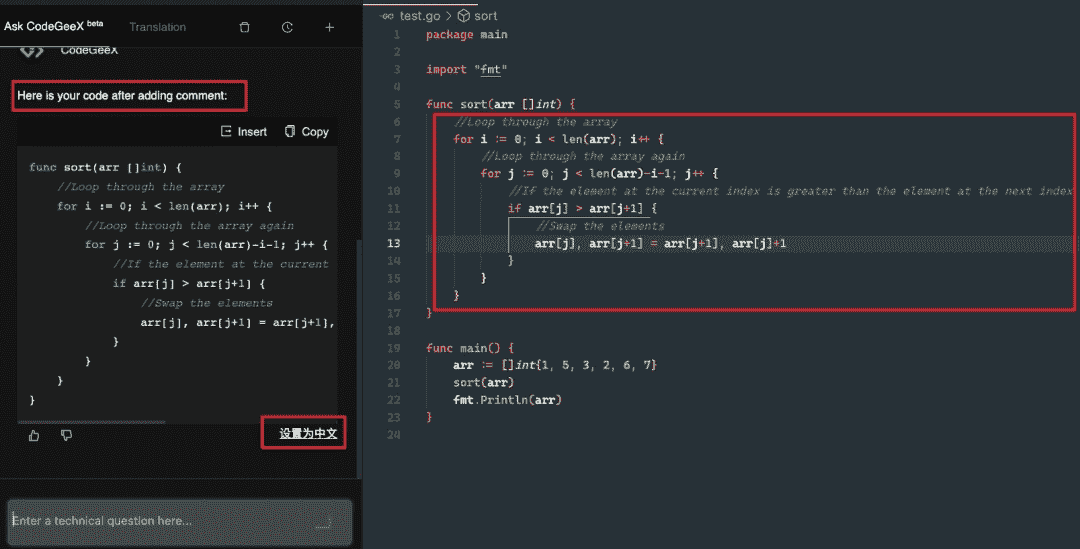 Ask CodeGeeX beta
Translation
CodeGeeX
Here is your code after adding comment:
Insert
Copy
func sort(arr []int) {
//Loop through the array
for i := 0; i < len(arr); i++ {
//Loop through the array again
for j := 0; j < len(arr)-i-1; j++ {
//If the element at the current
if arr[j] > arr[j+1] {
//Swap the elements
arr[j], arr[j+1] = arr[j+1],
}
}
}
}
设置为中文
Enter a technical question here...
test.go > sort
1 package main
2
3 import "fmt"
4
5 func sort(arr []int) {
6 //Loop through the array
7 for i := 0; i < len(arr); i++ {
8 //Loop through the array again
9 for j := 0; j < len(arr)-i-1; j++ {
10 //If the element at the current index is greater than the element at the next index
11 if arr[j] > arr[j+1] {
12 //Swap the elements
13 arr[j], arr[j+1] = arr[j+1], arr[j]+1
14 }
15 }
16 }
17 }
18
19 func main() {
20 arr := []int{1, 5, 3, 2, 6, 7}
21 sort(arr)
22 fmt.Println(arr)
23 }
24